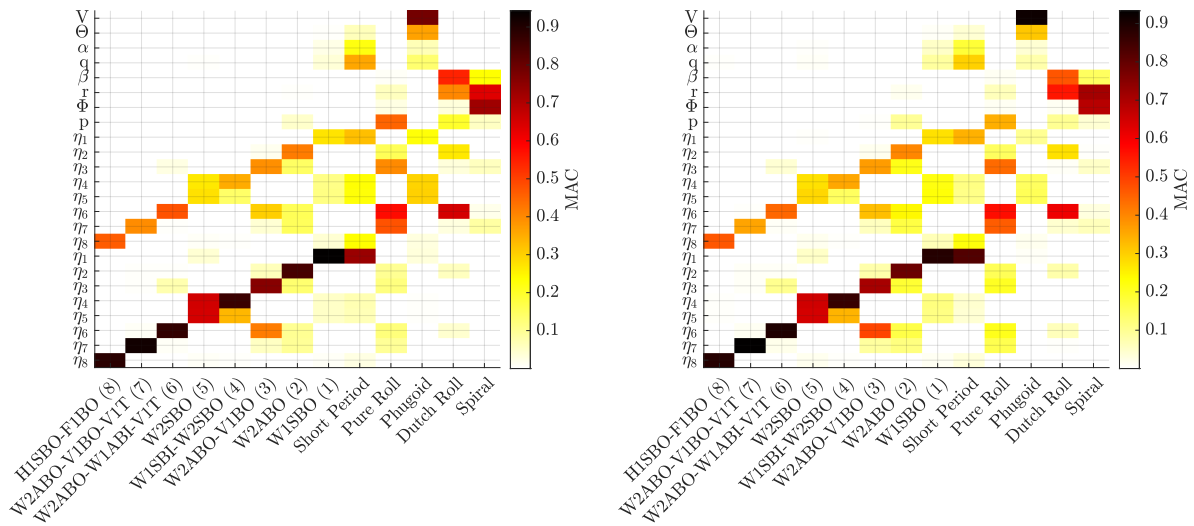 V
Θ
α
q
β
r
Φ
p
η₁
η₂
η₃
η₄
η₅
η₆
η₇
η₈
η₁
η₂
η₃
η₄
η₅
η₆
η₇
η₈
H1SBO-F1BO (8)
W2ABO-V1BO-V1T (7)
W2ABO-W1ABI-V1T (6)
W2SBO (5)
W1SBI-W2SBO (4)
W2ABO-V1BO (3)
W2ABO (2)
W1SBO (1)
Short Period
Pure Roll
Phugoid
Dutch Roll
Spiral
0.9
0.8
0.7
0.6
0.5
0.4
0.3
0.2
0.1
MAC
V
Θ
α
q
β
r
Φ
p
η₁
η₂
η₃
η₄
η₅
η₆
η₇
η₈
η₁
η₂
η₃
η₄
η₅
η₆
η₇
η₈
H1SBO-F1BO (8)
W2ABO-V1BO-V1T (7)
W2ABO-W1ABI-V1T (6)
W2SBO (5)
W1SBI-W2SBO (4)
W2ABO-V1BO (3)
W2ABO (2)
W1SBO (1)
Short Period
Pure Roll
Phugoid
Dutch Roll
Spiral
0.9
0.8
0.7
0.6
0.5
0.4
0.3
0.2
0.1
MAC